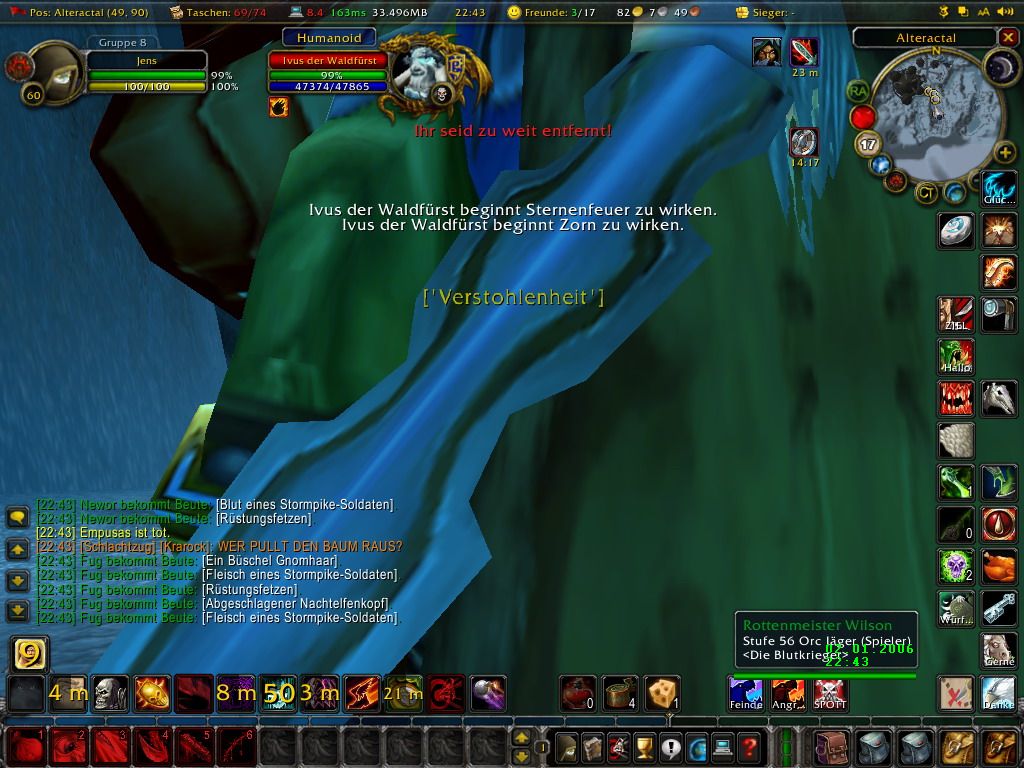 Pos: Alteractal (49, 90) Taschen: 69/74 8.4 163ms 33.496MB 22:43 Freunde: 3/17 82 7 49 Sieger: -
Gruppe 8
Jens
99%
100/100 100%
60
Humanoid
Ivus der Waldfürst
99%
47374/47865
23 m
14:17
Alteractal
N
RA
17
CT
Ihr seid zu weit entfernt!
Ivus der Waldfürst beginnt Sternenfeuer zu wirken.
Ivus der Waldfürst beginnt Zorn zu wirken.
['Verstohlenheit']
Glüc...
ZIEL
Hallo
0
2
Würf...
Gerne
[22:43] Newor bekommt Beute: [Blut eines Stormpike-Soldaten].
[22:43] Newor bekommt Beute: [Rüstungsfetzen].
[22:43] Empusas ist tot.
[22:43] [Schlachtzug] [Krarock]: WER PULLT DEN BAUM RAUS?
[22:43] Fug bekommt Beute: [Ein Büschel Gnomhaar].
[22:43] Fug bekommt Beute: [Fleisch eines Stormpike-Soldaten].
[22:43] Fug bekommt Beute: [Rüstungsfetzen].
[22:43] Fug bekommt Beute: [Abgeschlagener Nachtelfenkopf]
[22:43] Fug bekommt Beute: [Fleisch eines Stormpike-Soldaten].
Rottenmeister Wilson
Stufe 56 Orc Jäger (Spieler)
<Die Blutkrieger>
02.01.2006
22:43
9
4 m 8 m 50 3 m 21 m 0 4 1 Feinde Angr... SPOTT Danke
1 2 3 4 5 6 1